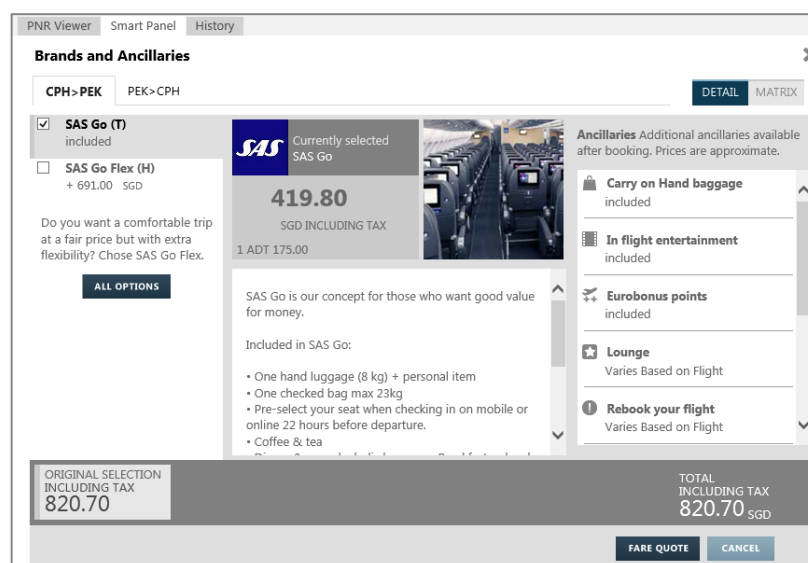 PNR Viewer Smart Panel History
Brands and Ancillaries
CPH>PEK PEK>CPH
DETAIL MATRIX
SAS Go (T)
included
SAS Go Flex (H)
+ 691.00 SGD
Do you want a comfortable trip
at a fair price but with extra
flexibility? Chose SAS Go Flex.
ALL OPTIONS
SAS
Currently selected
SAS Go
419.80
SGD INCLUDING TAX
1 ADT 175.00
SAS Go is our concept for those who want good value
for money.
Included in SAS Go:
• One hand luggage (8 kg) + personal item
• One checked bag max 23kg
• Pre-select your seat when checking in on mobile or
online 22 hours before departure.
• Coffee & tea
Ancillaries Additional ancillaries available
after booking. Prices are approximate.
Carry on Hand baggage
included
In flight entertainment
included
Eurobonus points
included
Lounge
Varies Based on Flight
Rebook your flight
Varies Based on Flight
ORIGINAL SELECTION
INCLUDING TAX
820.70
TOTAL
INCLUDING TAX
820.70 SGD
FARE QUOTE CANCEL